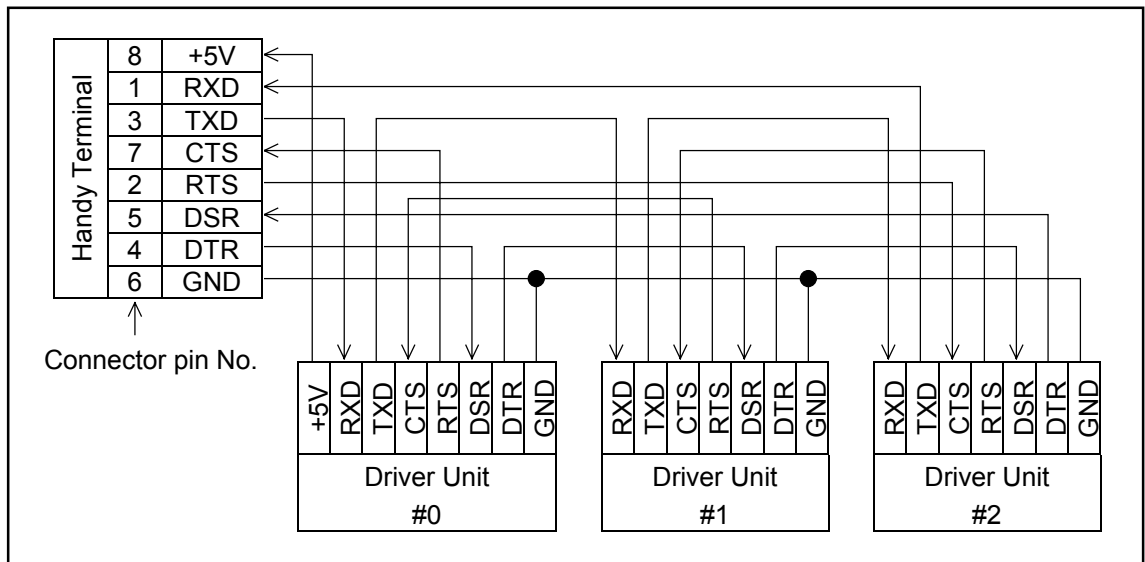 Handy Terminal
8 +5V
1 RXD
3 TXD
7 CTS
2 RTS
5 DSR
4 DTR
6 GND
Connector pin No.
+5V RXD TXD CTS RTS DSR DTR GND
Driver Unit
#0
RXD TXD CTS RTS DSR DTR GND
Driver Unit
#1
RXD TXD CTS RTS DSR DTR GND
Driver Unit
#2